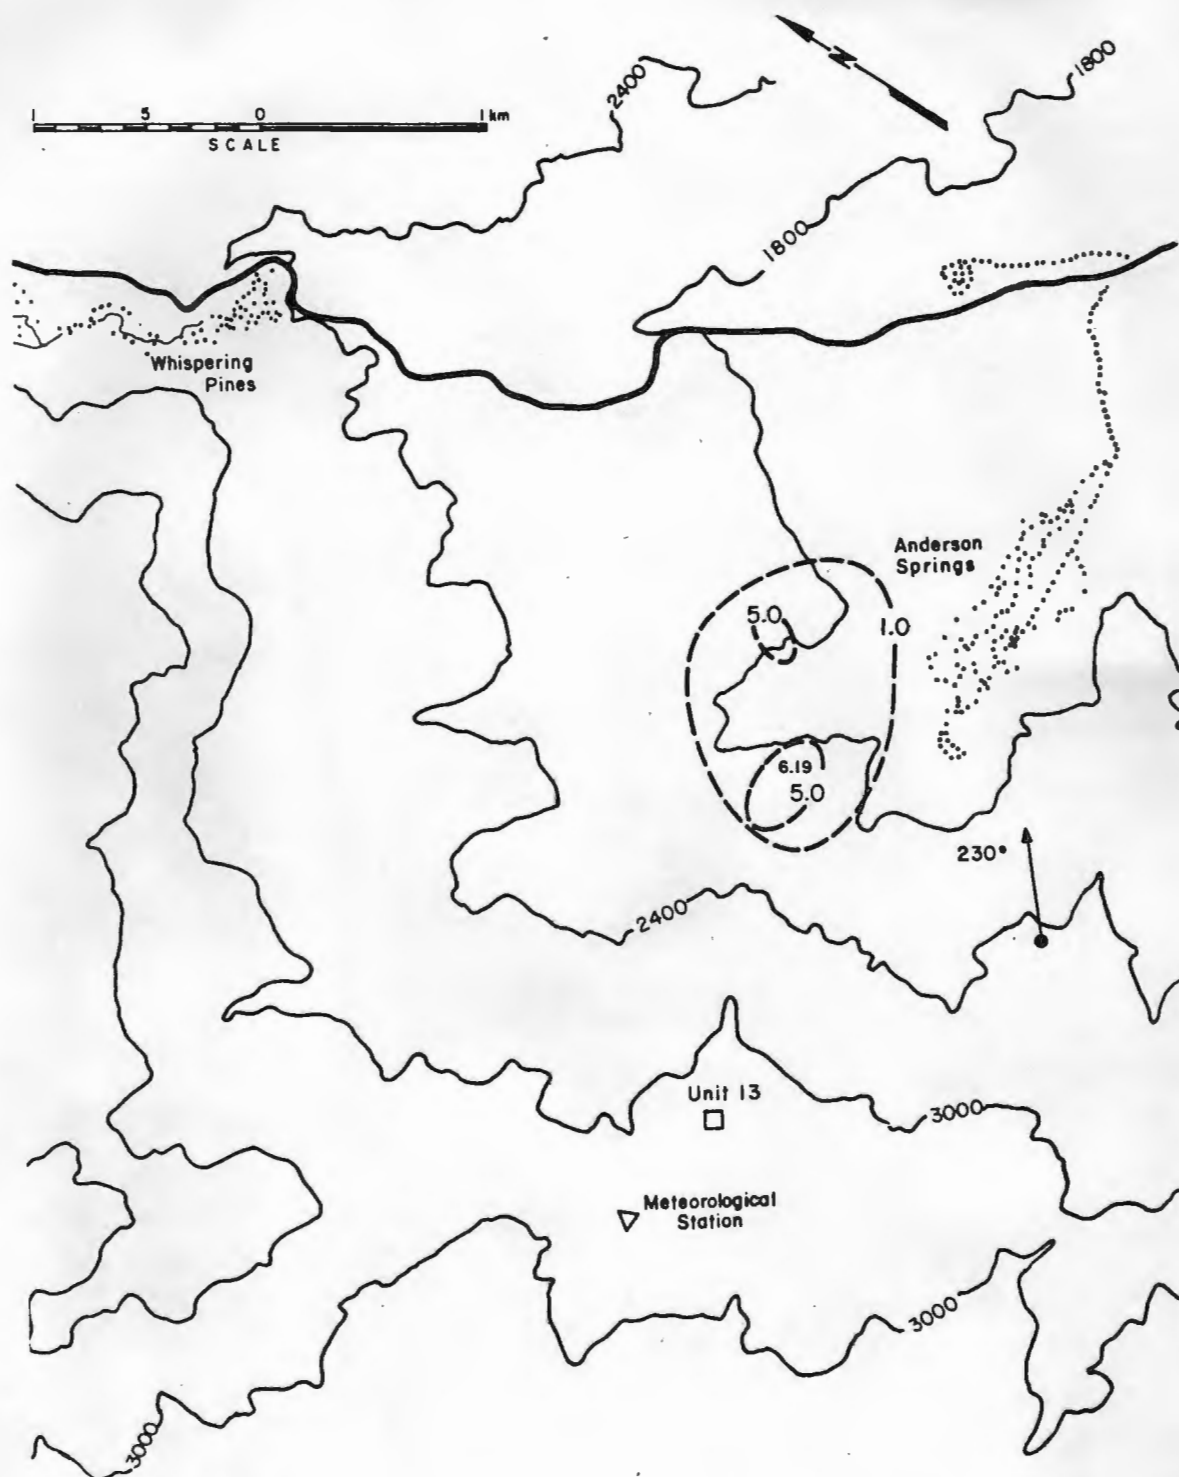 1800
2400
N
1 5 0 1 km
SCALE
1800
Whispering
Pines
Anderson
Springs
5.0
1.0
6.19
5.0
230°
2400
Unit 13
3000
Meteorological
Station
3000
3000